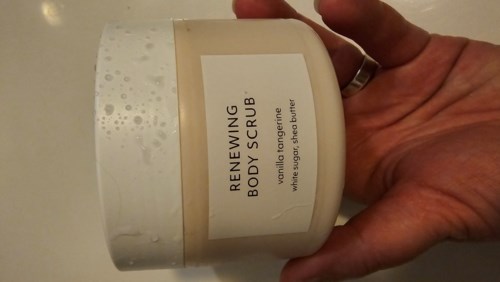 RENEWING
BODY SCRUB
vanilla tangerine
white sugar, shea butter